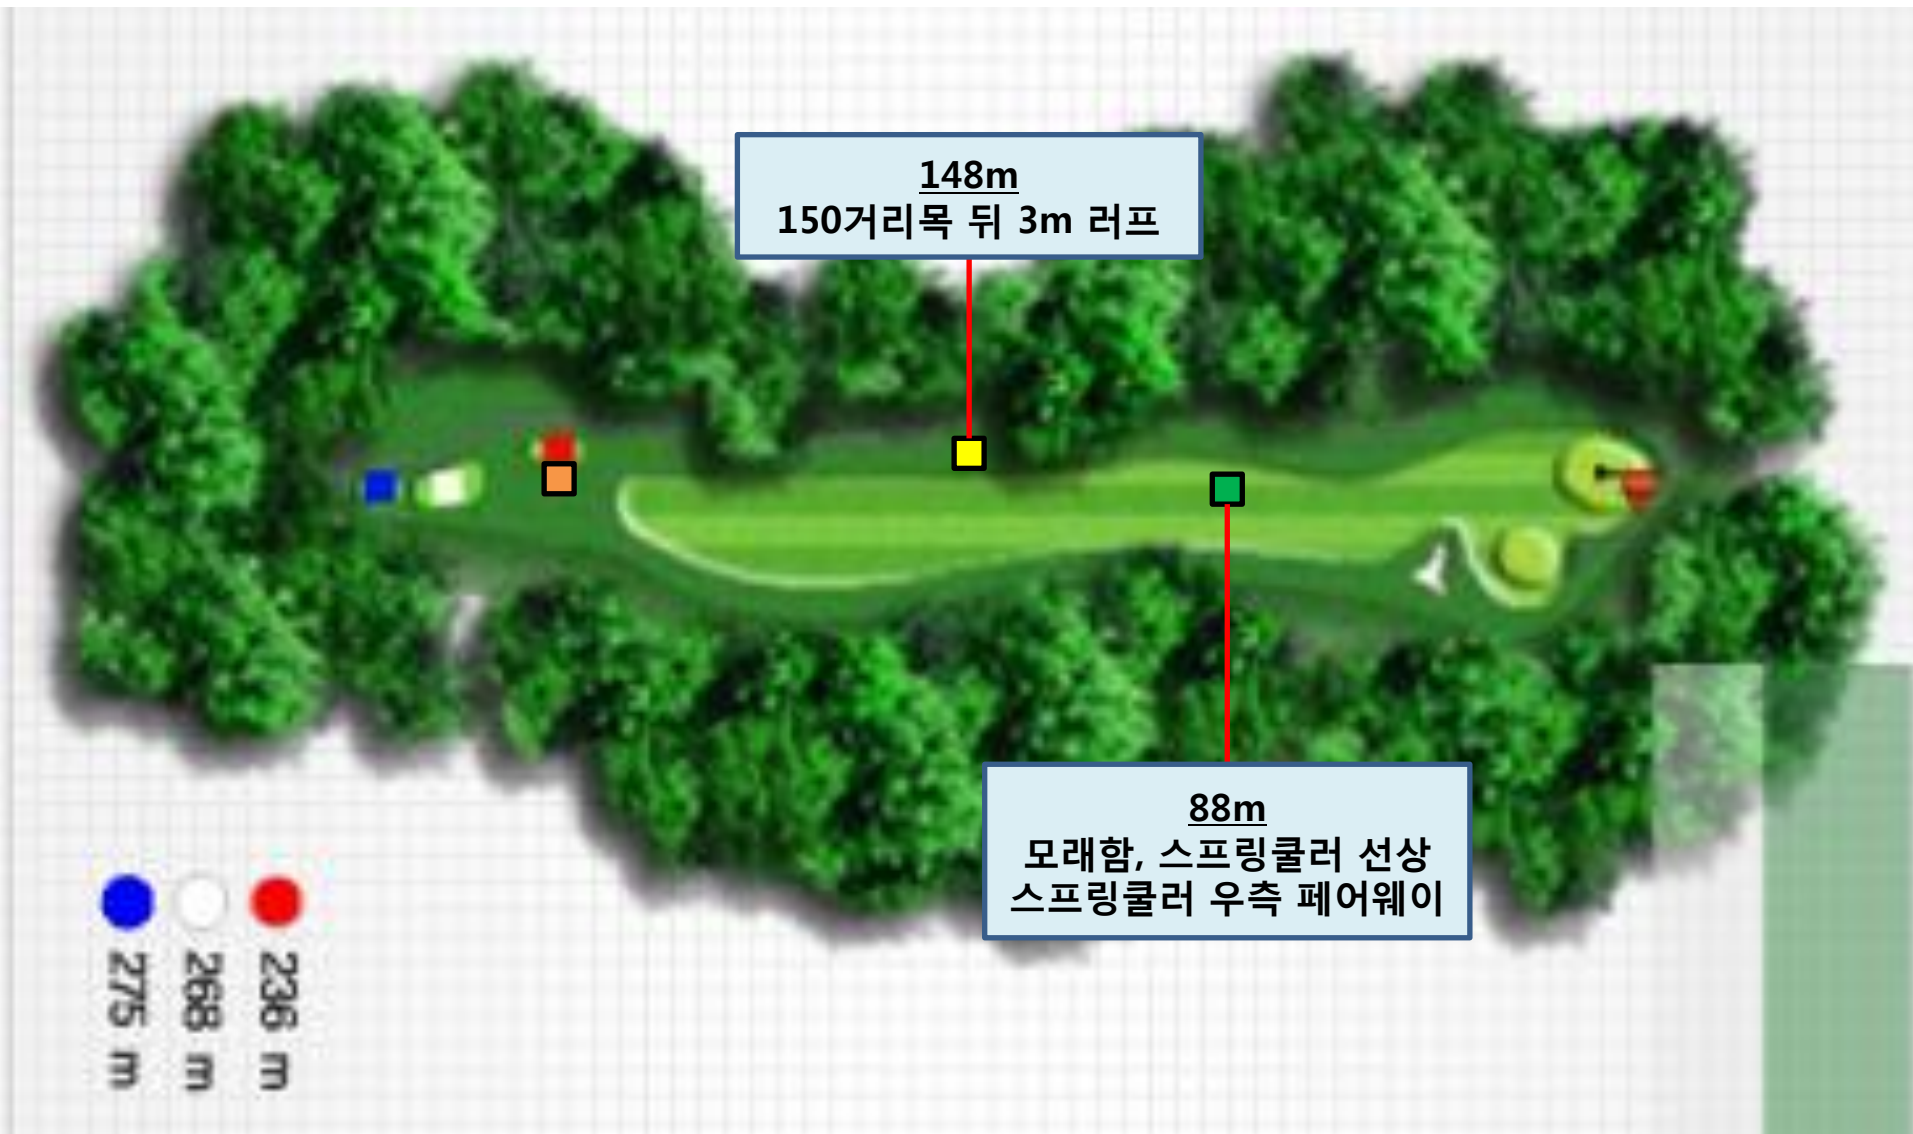 148m
150거리목 뒤 3m 러프
88m
모래함, 스프링쿨러 선상
스프링쿨러 우측 페어웨이
275 m
268 m
236 m